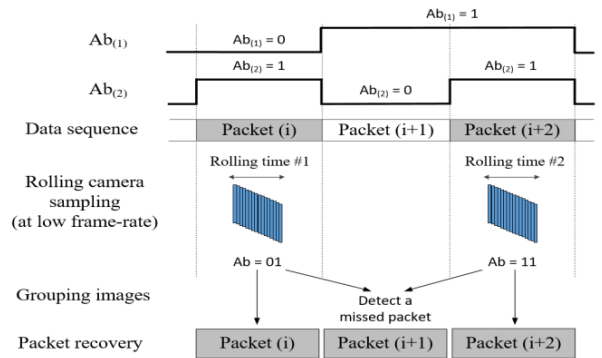 Ab(1) = 1
Ab(1)
Ab(1) = 0
Ab(2) = 1
Ab(2) = 1
Ab(2)
Ab(2) = 0
Data sequence Packet (i) Packet (i+1) Packet (i+2)
Rolling time #1 Rolling time #2
Rolling camera
sampling
(at low frame-rate)
Ab = 01 Ab = 11
Grouping images
Detect a
missed packet
Packet recovery Packet (i) Packet (i+1) Packet (i+2)